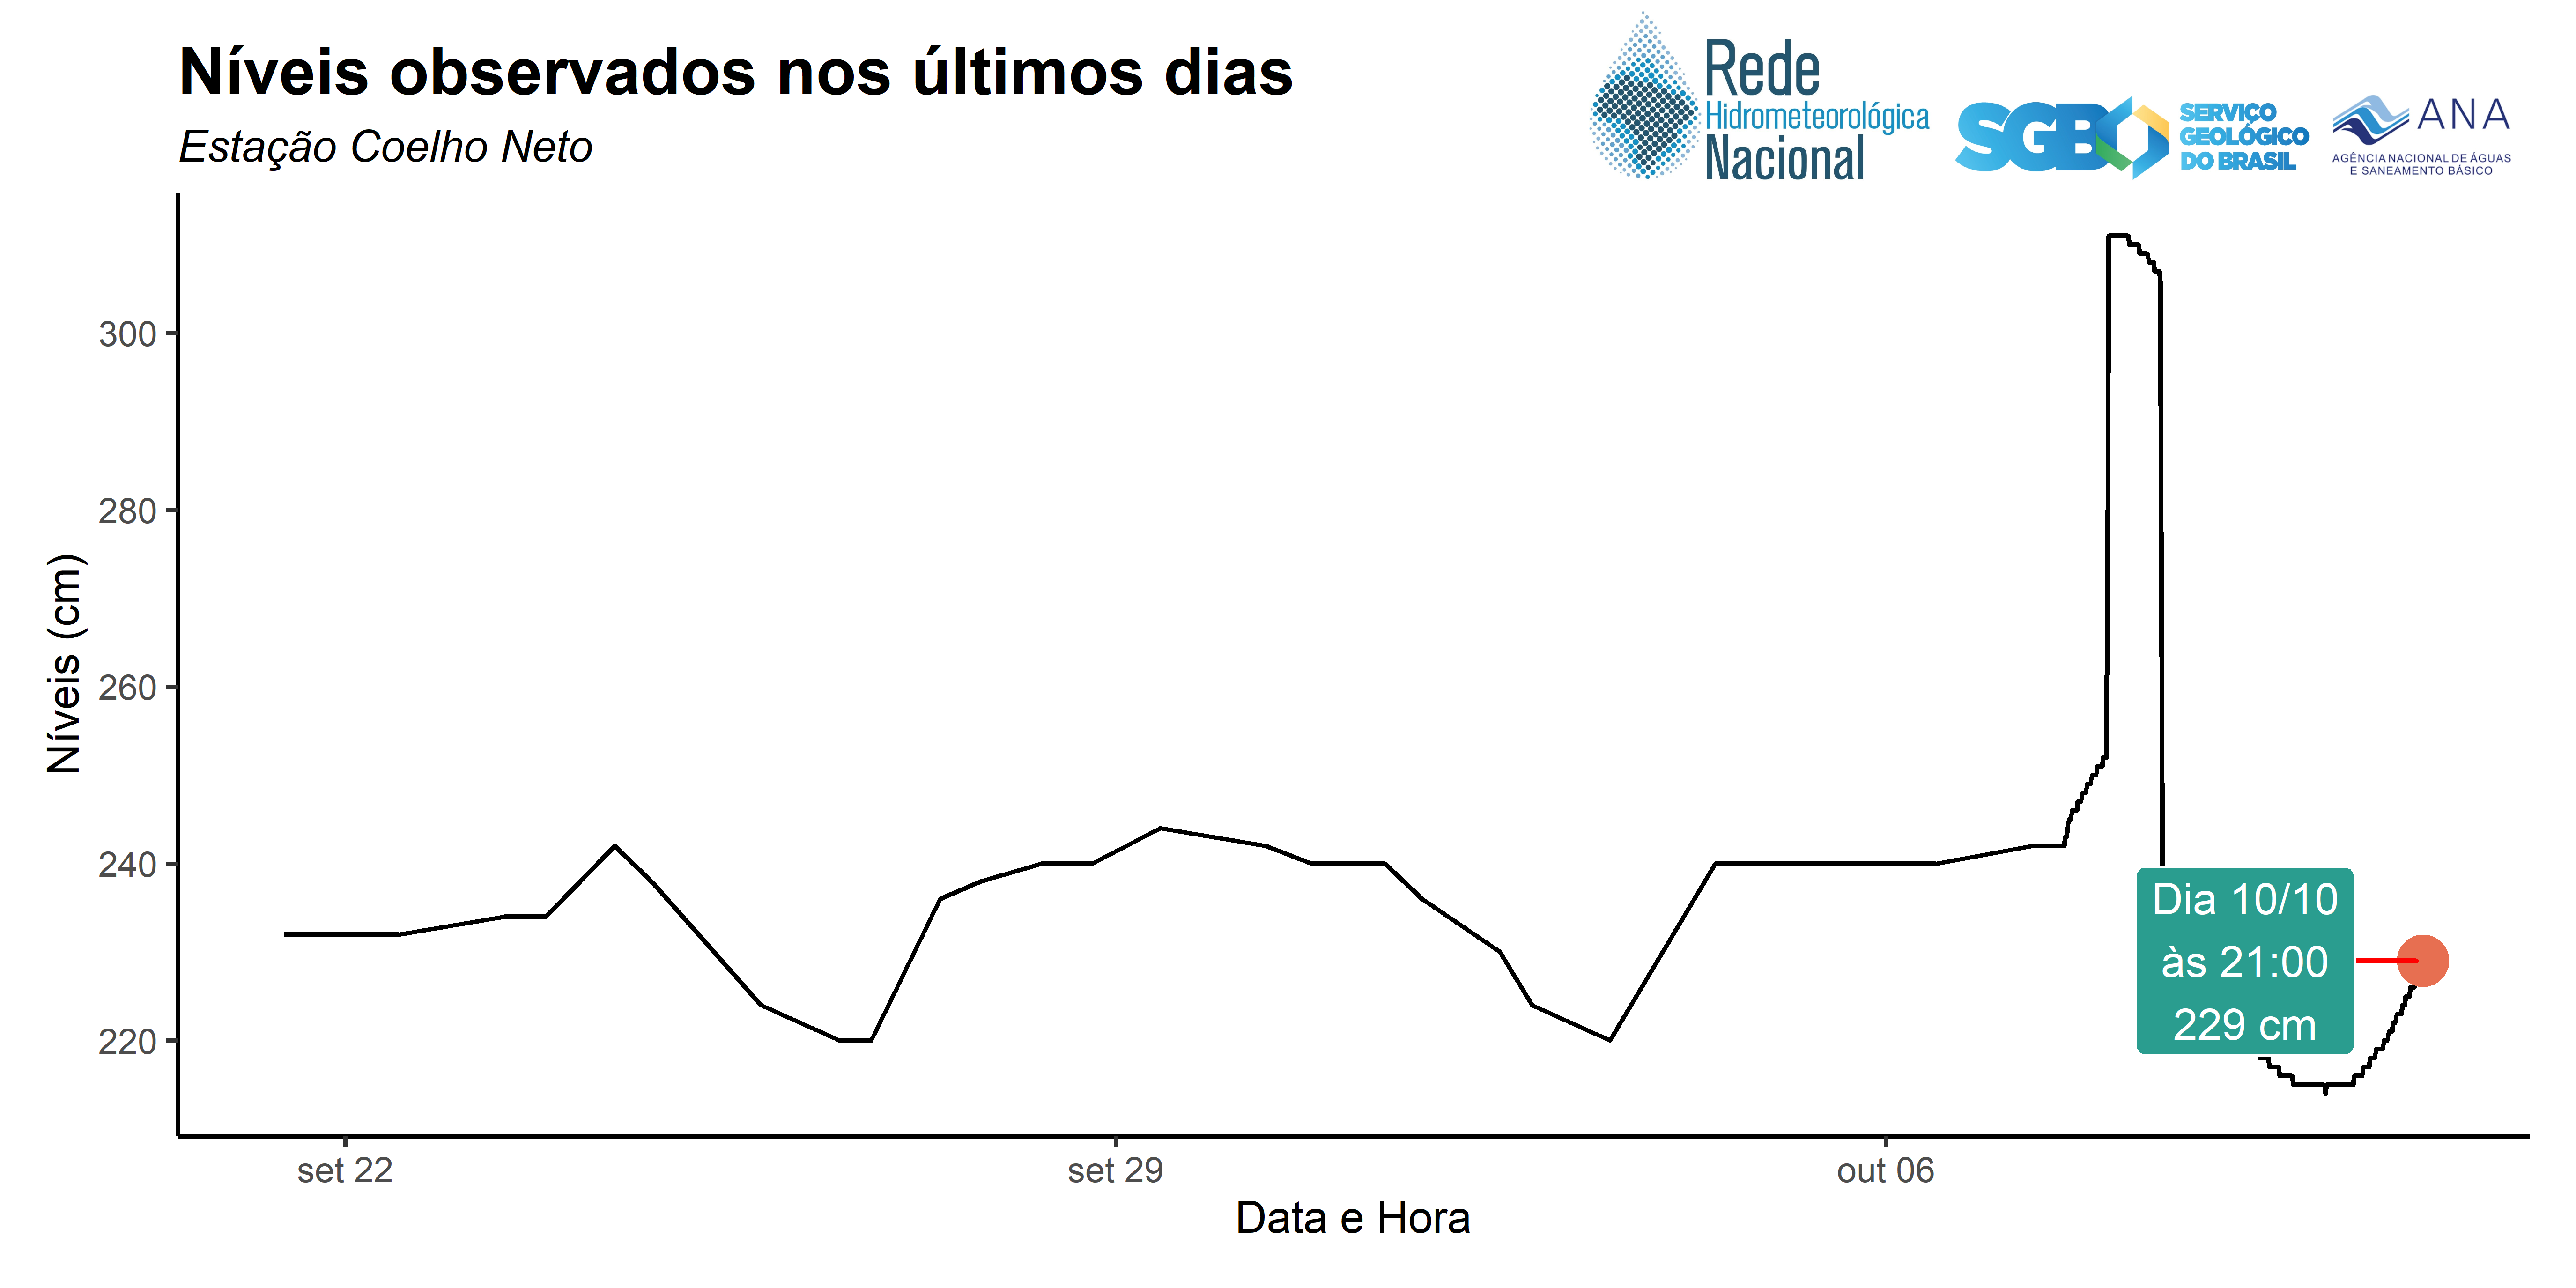 Níveis observados nos últimos dias
Estação Coelho Neto
Rede
Hidrometeorológica
Nacional
SGB
SERVIÇO
GEOLÓGICO
DO BRASIL
ANA
AGÊNCIA NACIONAL DE ÁGUAS
E SANEAMENTO BÁSICO
Níveis (cm)
300
280
260
240
220
Dia 10/10
às 21:00
229 cm
set 22
set 29
out 06
Data e Hora